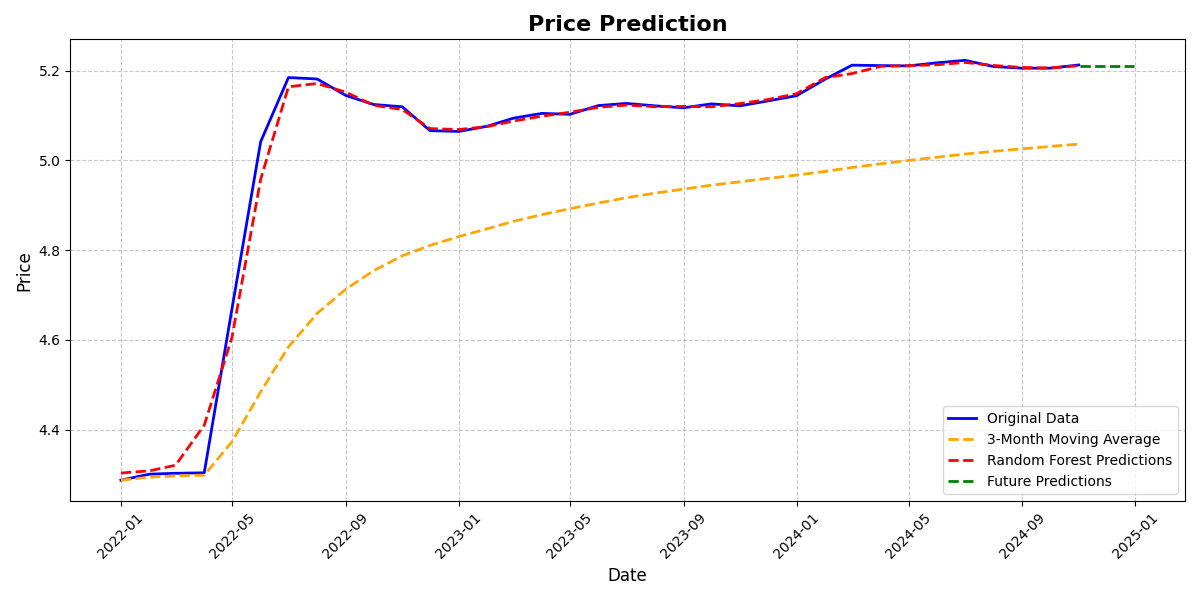 Price Prediction
Price
5.2
5.0
4.8
4.6
4.4
2022-01
2022-05
2022-09
2023-01
2023-05
2023-09
2024-01
2024-05
2024-09
2025-01
Date
Original Data
3-Month Moving Average
Random Forest Predictions
Future Predictions